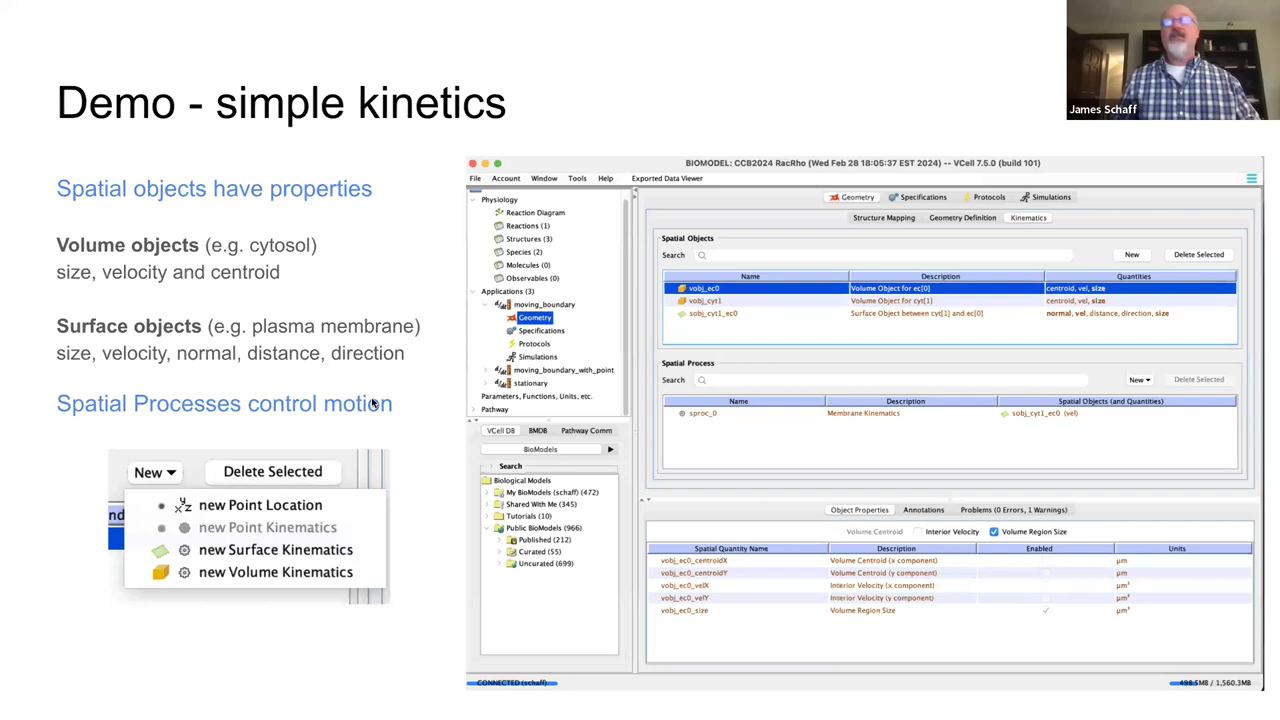 James Schaff
Demo - simple kinetics
Spatial objects have properties
Volume objects (e.g. cytosol)
size, velocity and centroid
Surface objects (e.g. plasma membrane)
size, velocity, normal, distance, direction
Spatial Processes control motion
New
Delete Selected
new Point Location
new Point Kinematics
new Surface Kinematics
new Volume Kinematics
BIOMODEL: CCB2024 RacRho (Wed Feb 28 18:05:37 EST 2024) -- VCell 7.5.0 (build 101)
File Account Window Tools Help Exported Data Viewer
Physiology
Reaction Diagram
Reactions (1)
Structures (3)
Species (2)
Molecules (0)
Observables (0)
Applications (3)
moving_boundary
Geometry
Specifications
Protocols
Simulations
moving_boundary_with_point
stationary
Parameters, Functions, Units, etc.
Pathway
VCell DB BMDB Pathway Comm
BioModels
Search
Biological Models
My BioModels (schaff) (472)
Shared With Me (345)
Tutorials (10)
Public BioModels (966)
Published (212)
Curated (55)
Uncurated (699)
CONNECTED (schaff)
Geometry Specifications Protocols Simulations
Structure Mapping Geometry Definition Kinematics
Spatial Objects
Search New Delete Selected
Name Description Quantities
vobj_ec0 Volume Object for ec[0] centroid, vel, size
vobj_cyt1 Volume Object for cyt[1] centroid, vel, size
sobj_cyt1_ec0 Surface Object between cyt[1] and ec[0] normal, vel, distance, direction, size
Spatial Process
Search New Delete Selected
Name Description Spatial Objects (and Quantities)
sproc_0 Membrane Kinematics sobj_cyt1_ec0 (vel)
Object Properties Annotations Problems (0 Errors, 1 Warnings)
Volume Centroid Interior Velocity Volume Region Size
Spatial Quantity Name Description Enabled Units
vobj_ec0_centroidX Volume Centroid (x component) μm
vobj_ec0_centroidY Volume Centroid (y component) μm
vobj_ec0_velX Interior Velocity (x component)
vobj_ec0_velY Interior Velocity (y component)
vobj_ec0_size Volume Region Size
498.5MB / 1,560.3MB